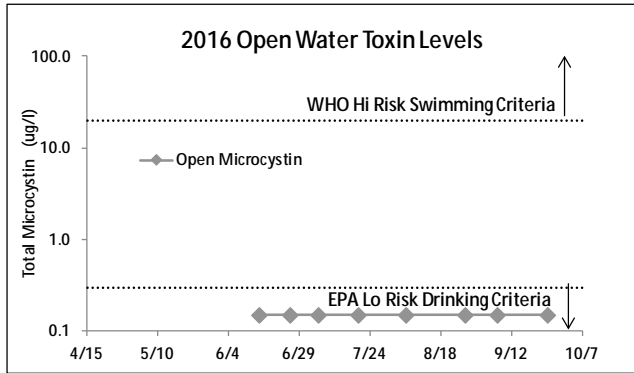 2016 Open Water Toxin Levels
Total Microcystin (ug/l)
100.0
10.0
1.0
0.1
WHO Hi Risk Swimming Criteria
Open Microcystin
EPA Lo Risk Drinking Criteria
4/15 5/10 6/4 6/29 7/24 8/18 9/12 10/7